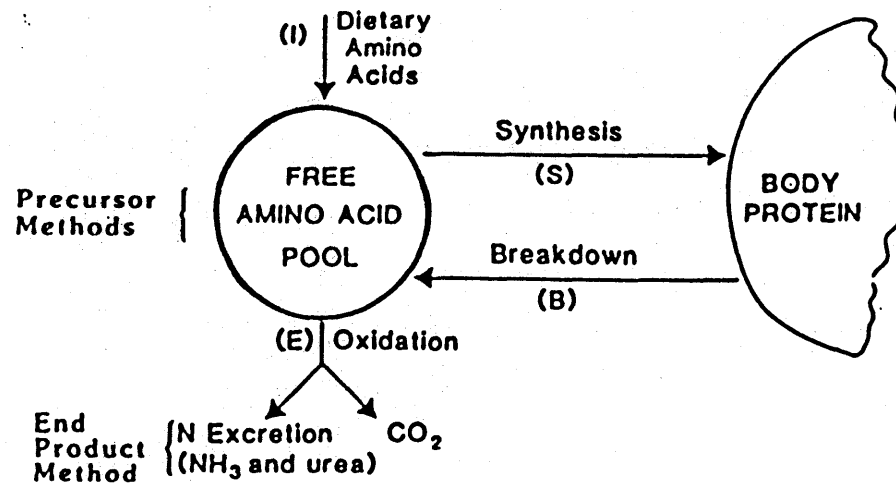 (I)
Dietary
Amino
Acids
Synthesis
(S)
FREE
AMINO ACID
POOL
Precursor
Methods
BODY
PROTEIN
Breakdown
(B)
(E) Oxidation
End
Product
Method
N Excretion
(NH₃ and urea)
CO₂